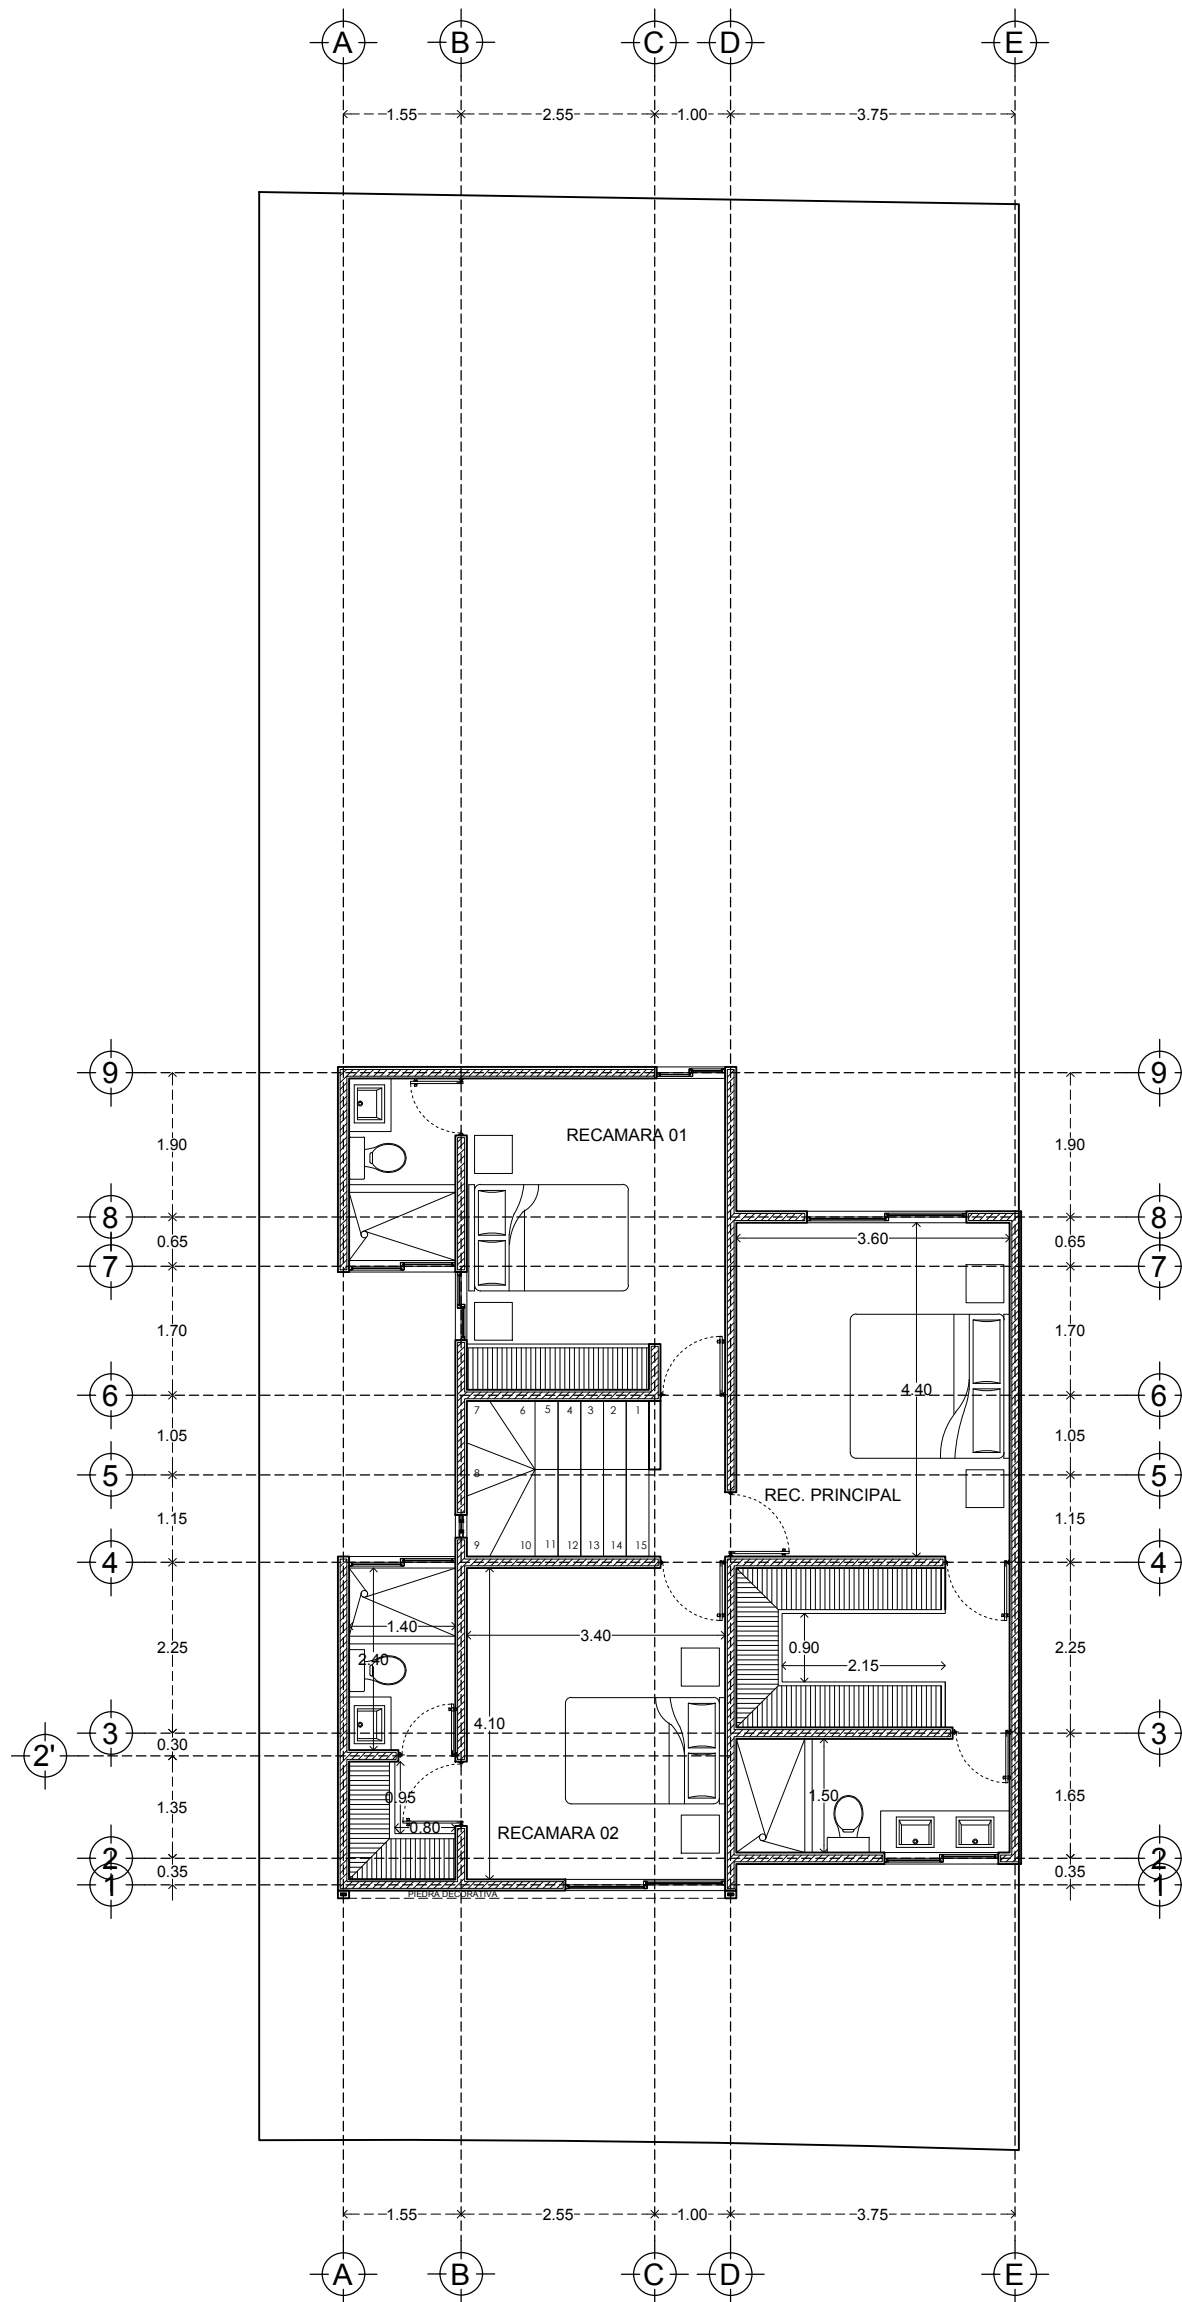 A B C D E
1.55 2.55 1.00 3.75
9 9
RECAMARA 01
1.90 1.90
8 8
3.60
0.65 0.65
7 7
1.70 1.70
4.40
6 6
7 6 5 4 3 2 1
1.05 1.05
8
5 5
REC. PRINCIPAL
1.15 1.15
9 10 11 12 13 14 15
4 4
1.40 3.40
2.25 0.90 2.25
2.40 2.15
4.10
3 3
0.30
2'
0.95 1.50
1.35 1.65
0.80
RECAMARA 02
2 2
0.35 0.35
1 1
PIEDRA DECORATIVA
1.55 2.55 1.00 3.75
A B C D E